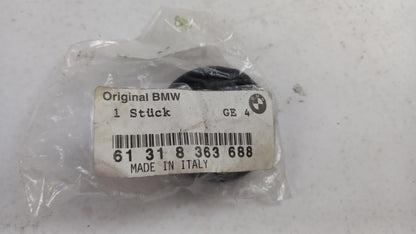 Original BMW
1 Stück GE 4
61 31 8 363 688
MADE IN ITALY